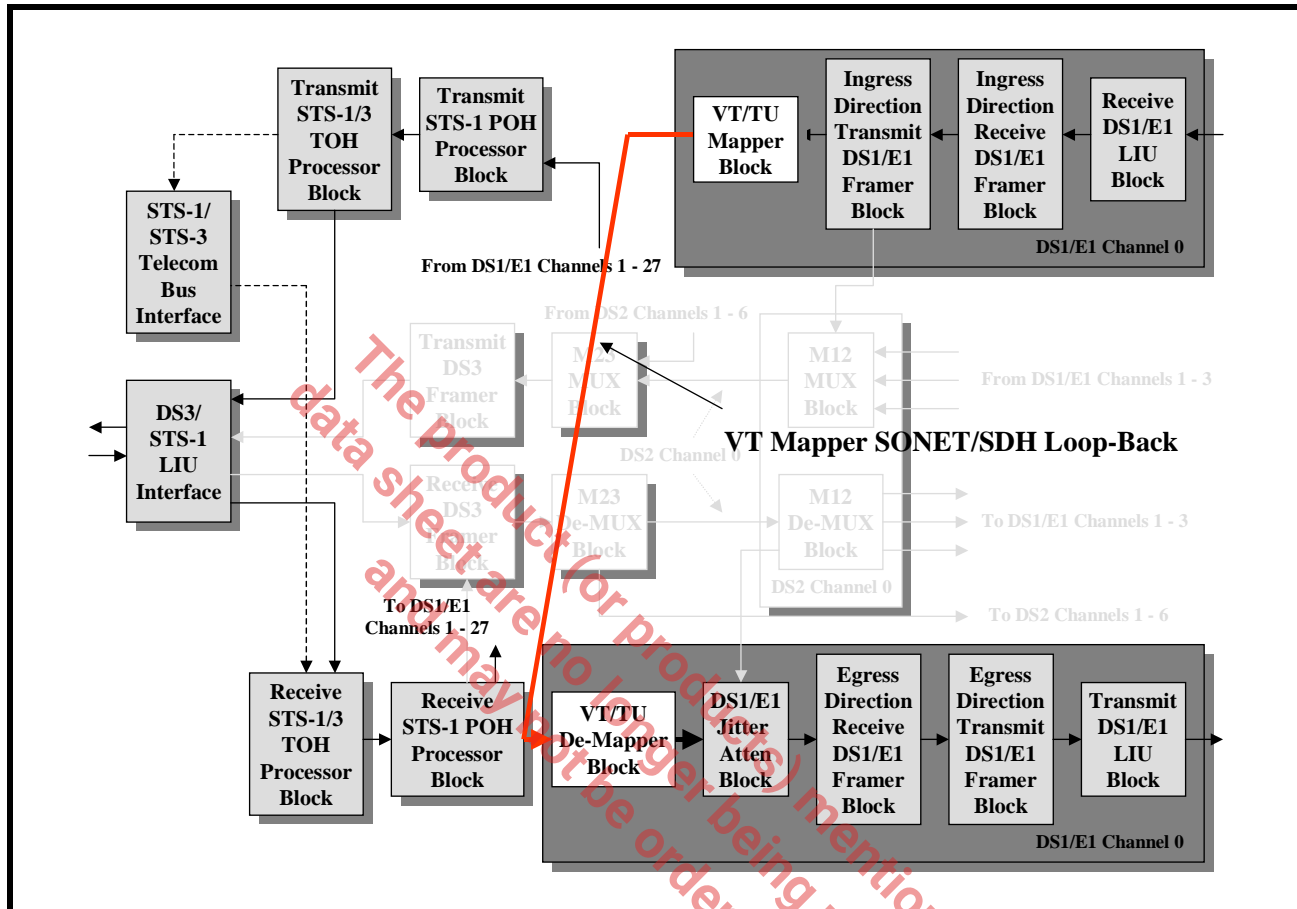 Transmit
STS-1/3
TOH
Processor
Block
Transmit
STS-1 POH
Processor
Block
VT/TU
Mapper
Block
Ingress
Direction
Transmit
DS1/E1
Framer
Block
Ingress
Direction
Receive
DS1/E1
Framer
Block
Receive
DS1/E1
LIU
Block
DS1/E1 Channel 0
STS-1/
STS-3
Telecom
Bus
Interface
From DS1/E1 Channels 1 - 27
From DS2 Channels 1 - 6
Transmit
DS3
Framer
Block
M23
MUX
Block
M12
MUX
Block
From DS1/E1 Channels 1 - 3
DS3/
STS-1
LIU
Interface
VT Mapper SONET/SDH Loop-Back
DS2 Channel 0
Receive
DS3
Framer
Block
M23
De-MUX
Block
M12
De-MUX
Block
DS2 Channel 0
To DS1/E1 Channels 1 - 3
To DS2 Channels 1 - 6
To DS1/E1
Channels 1 - 27
Receive
STS-1/3
TOH
Processor
Block
Receive
STS-1 POH
Processor
Block
VT/TU
De-Mapper
Block
DS1/E1
Jitter
Atten
Block
Egress
Direction
Receive
DS1/E1
Framer
Block
Egress
Direction
Transmit
DS1/E1
Framer
Block
Transmit
DS1/E1
LIU
Block
DS1/E1 Channel 0
The product (or products) mention
data sheet are no longer being
and may not be order